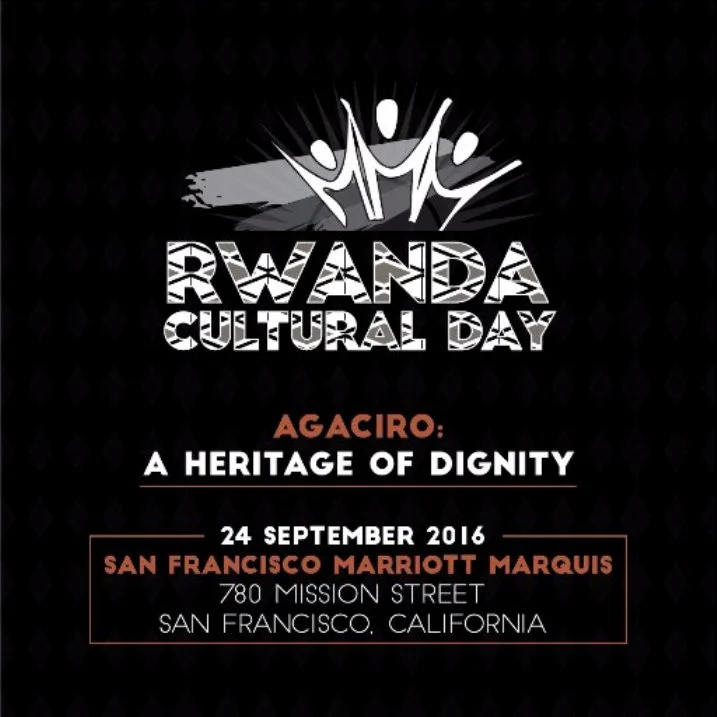 RWANDA
CULTURAL DAY
AGACIRO:
A HERITAGE OF DIGNITY
24 SEPTEMBER 2016
SAN FRANCISCO MARRIOTT MARQUIS
780 MISSION STREET
SAN FRANCISCO, CALIFORNIA